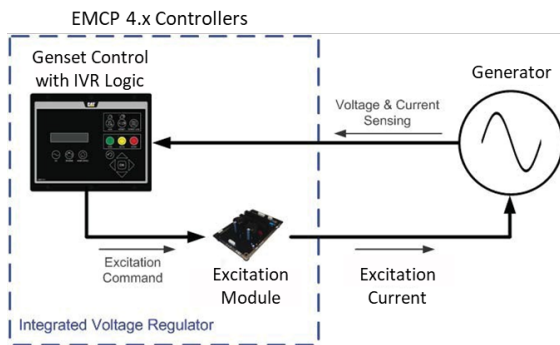 EMCP 4.x Controllers
Genset Control
with IVR Logic
Generator
CAT
Voltage & Current
Sensing
Excitation
Command
Excitation
Module
Excitation
Current
Integrated Voltage Regulator